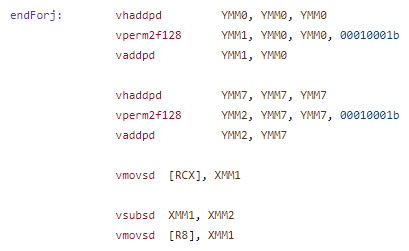 endForj: vhaddpd YMM0, YMM0, YMM0
vperm2f128 YMM1, YMM0, YMM0, 00010001b
vaddpd YMM1, YMM0
vhaddpd YMM7, YMM7, YMM7
vperm2f128 YMM2, YMM7, YMM7, 00010001b
vaddpd YMM2, YMM7
vmovsd [RCX], XMM1
vsubsd XMM1, XMM2
vmovsd [R8], XMM1